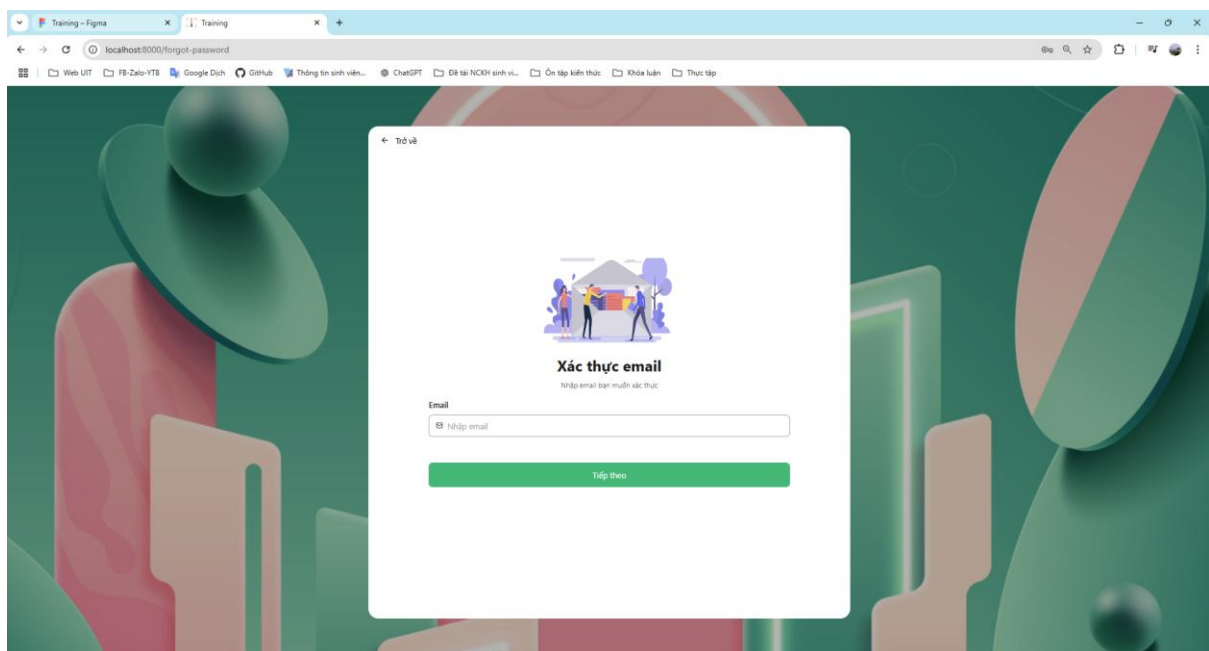 Training – Figma
Training
localhost:8000/forgot-password
Web UIT
FB-Zalo-YTB
Google Dịch
GitHub
Thông tin sinh viên...
ChatGPT
Đề tài NCKH sinh vi...
Ôn tập kiến thức
Khóa luận
Thực tập
Trở về
Xác thực email
Nhập email bạn muốn xác thực
Email
Nhập email
Tiếp theo